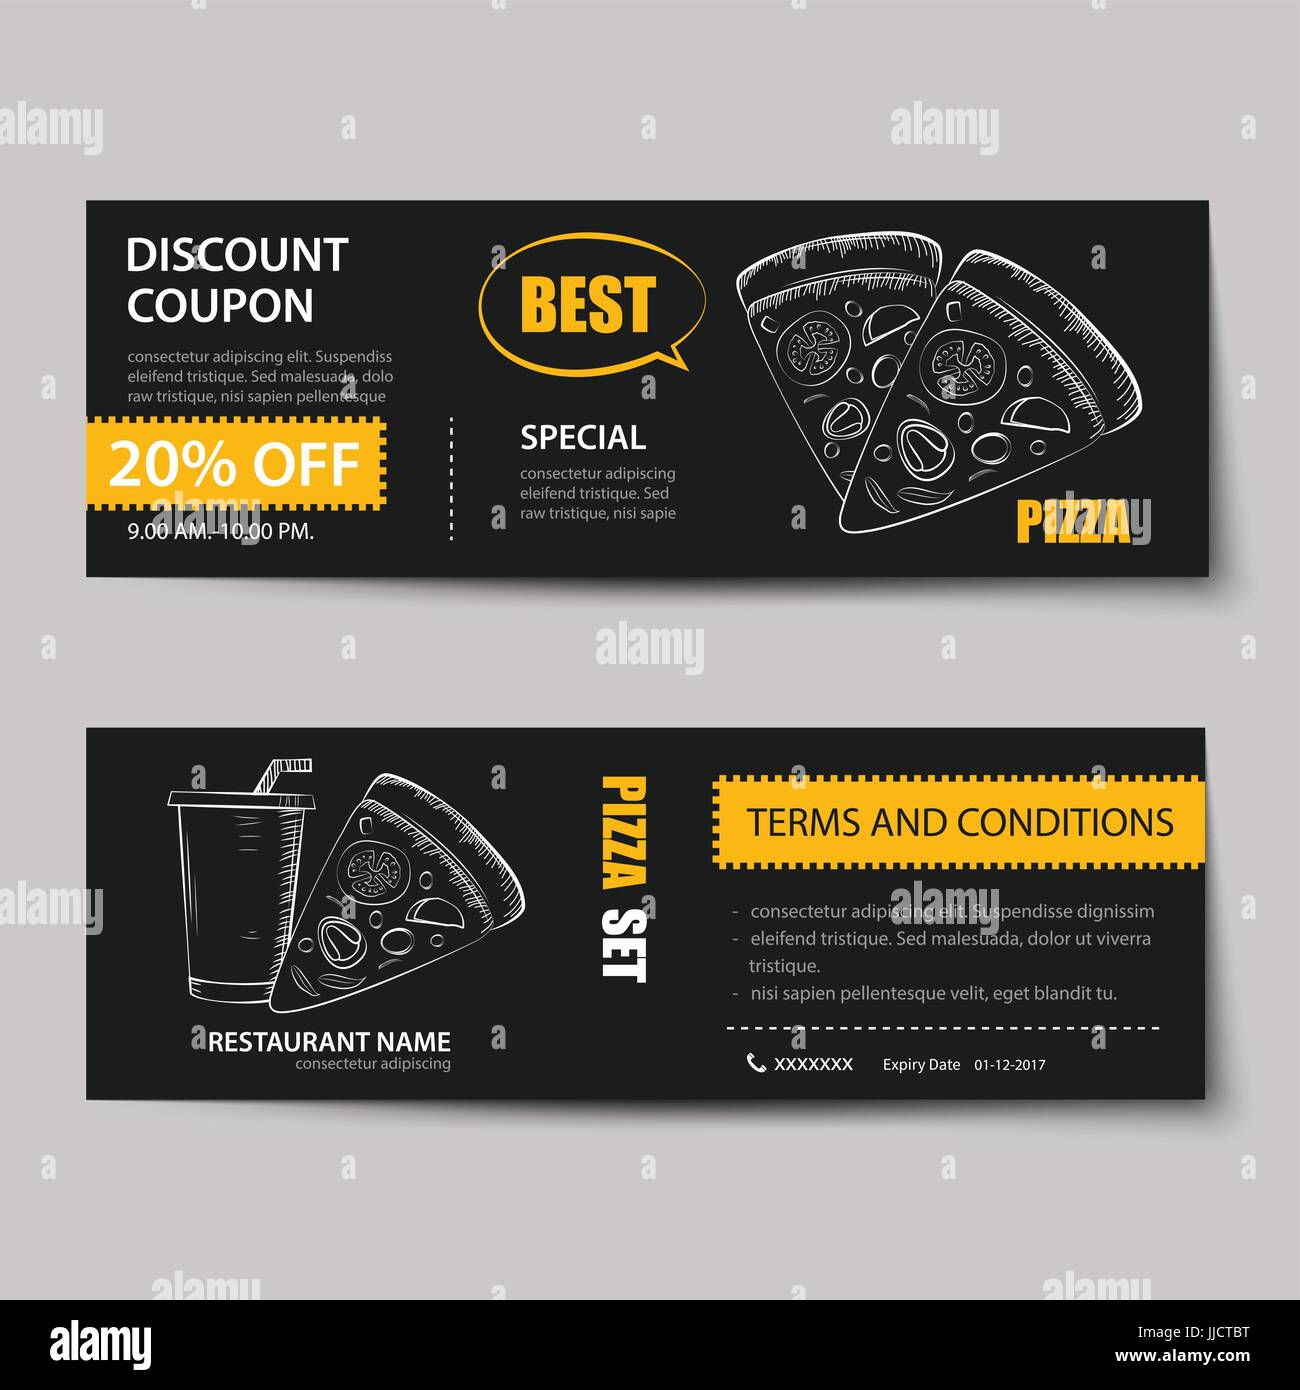 DISCOUNT
COUPON
consectetur adipiscing elit. Suspendiss
eleifend tristique. Sed malesuada, dolo
raw tristique, nisi sapien pellentesque
20% OFF
9.00 AM.-10.00 PM.
BEST
SPECIAL
consectetur adipiscing
eleifend tristique. Sed
raw tristique, nisi sapie
PIZZA
RESTAURANT NAME
consectetur adipiscing
PIZZA SET
TERMS AND CONDITIONS
- consectetur adipiscing elit. Suspendisse dignissim
- eleifend tristique. Sed malesuada, dolor ut viverra
tristique.
- nisi sapien pellentesque velit, eget blandit tu.
XXXXXXX Expiry Date 01-12-2017
alamy
Image ID: JJCTBT
www.alamy.com